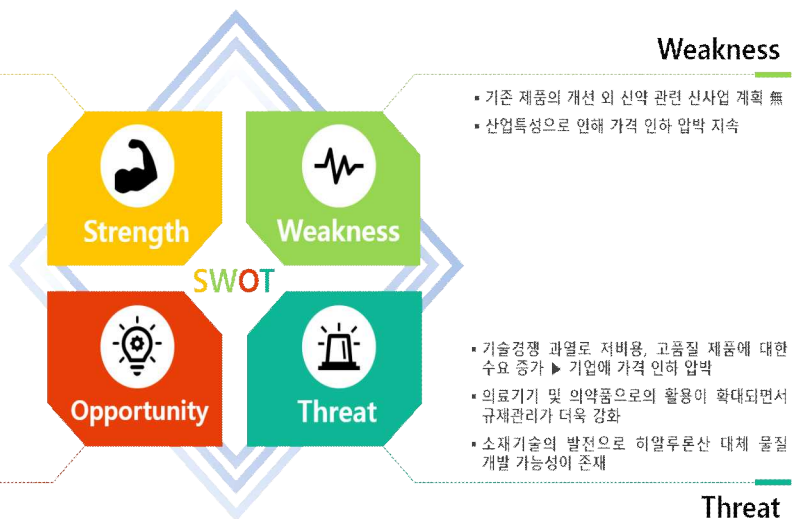 Weakness
▪ 기존 제품의 개선 외 신약 관련 신사업 계획 無
▪ 산업특성으로 인해 가격 인하 압박 지속
Strength
Weakness
SWOT
Opportunity
Threat
▪ 기술경쟁 과열로 저비용, 고품질 제품에 대한
수요 증가 ▶ 기업에 가격 인하 압박
▪ 의료기기 및 의약품으로의 활용이 확대되면서
규제관리가 더욱 강화
▪ 소재기술의 발전으로 히알루론산 대체 물질
개발 가능성이 존재
Threat